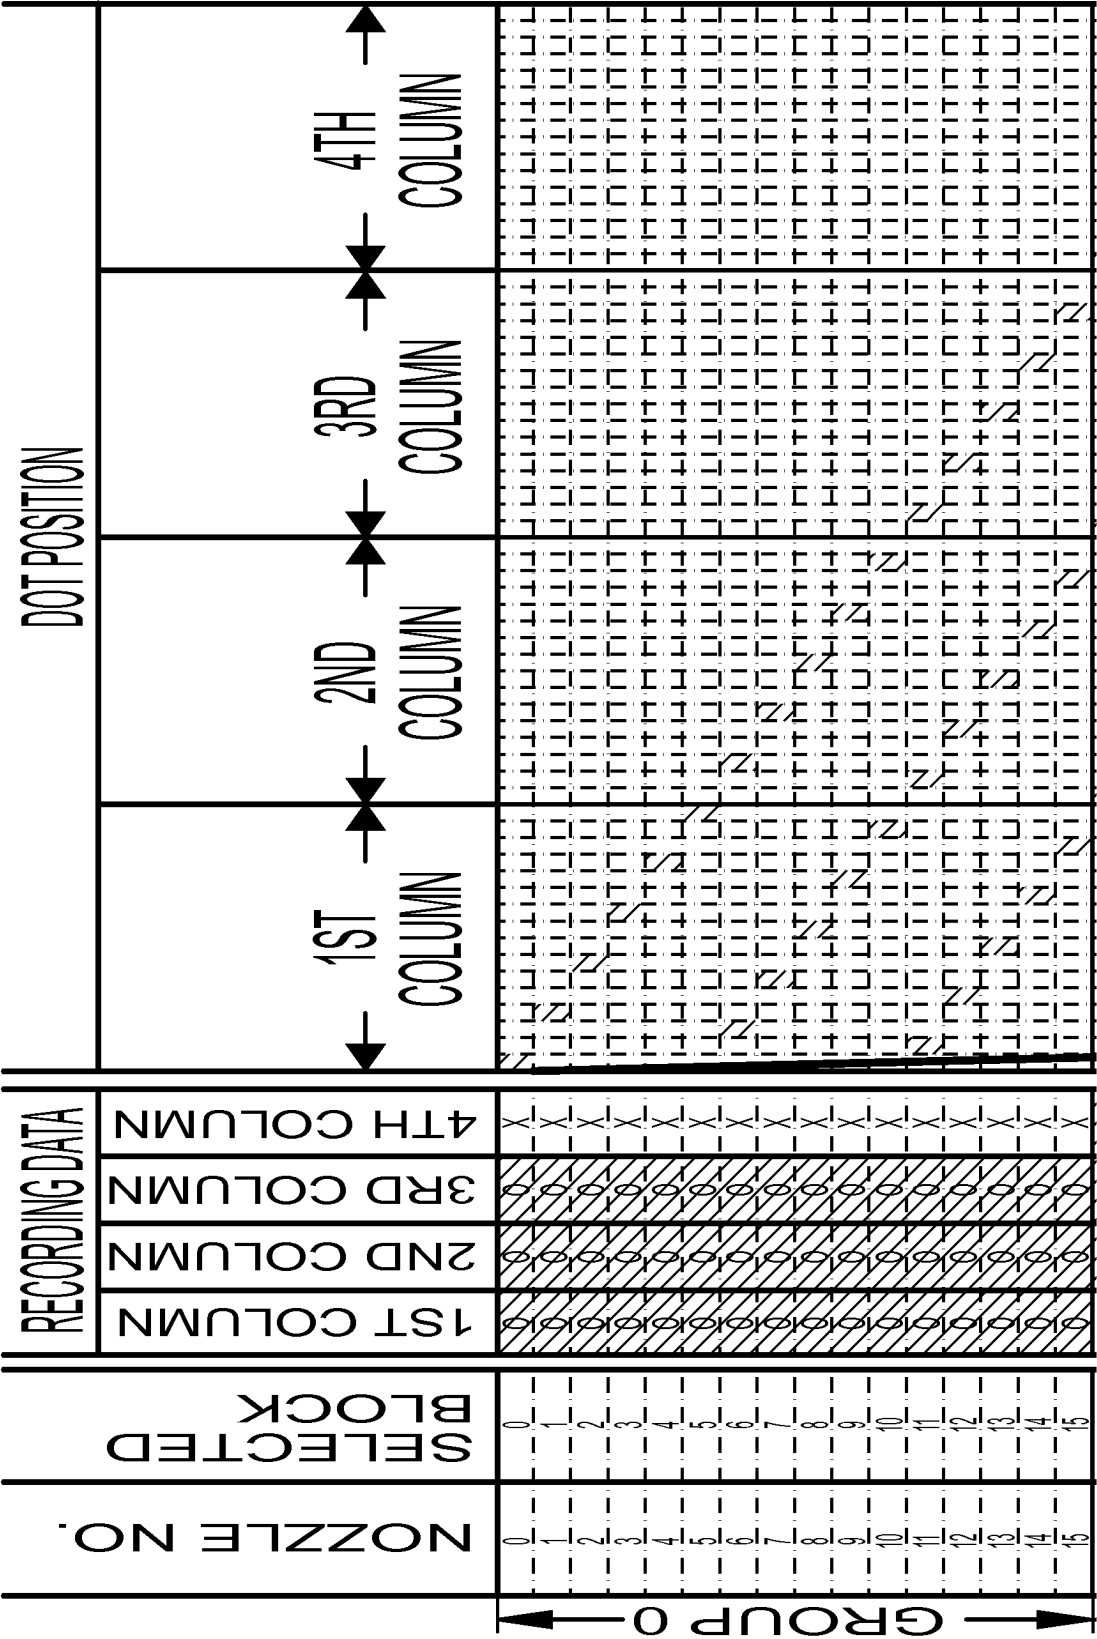 NOZZLE NO.
SELECTED
BLOCK
RECORDING DATA
1ST COLUMN
2ND COLUMN
3RD COLUMN
4TH COLUMN
DOT POSITION
1ST
COLUMN
2ND
COLUMN
3RD
COLUMN
4TH
COLUMN
GROUP 0
0 0 O O O X
1 1 O O O X
2 2 O O O X
3 3 O O O X
4 4 O O O X
5 5 O O O X
6 6 O O O X
7 7 O O O X
8 8 O O O X
9 9 O O O X
10 10 O O O X
11 11 O O O X
12 12 O O O X
13 13 O O O X
14 14 O O O X
15 15 O O O X